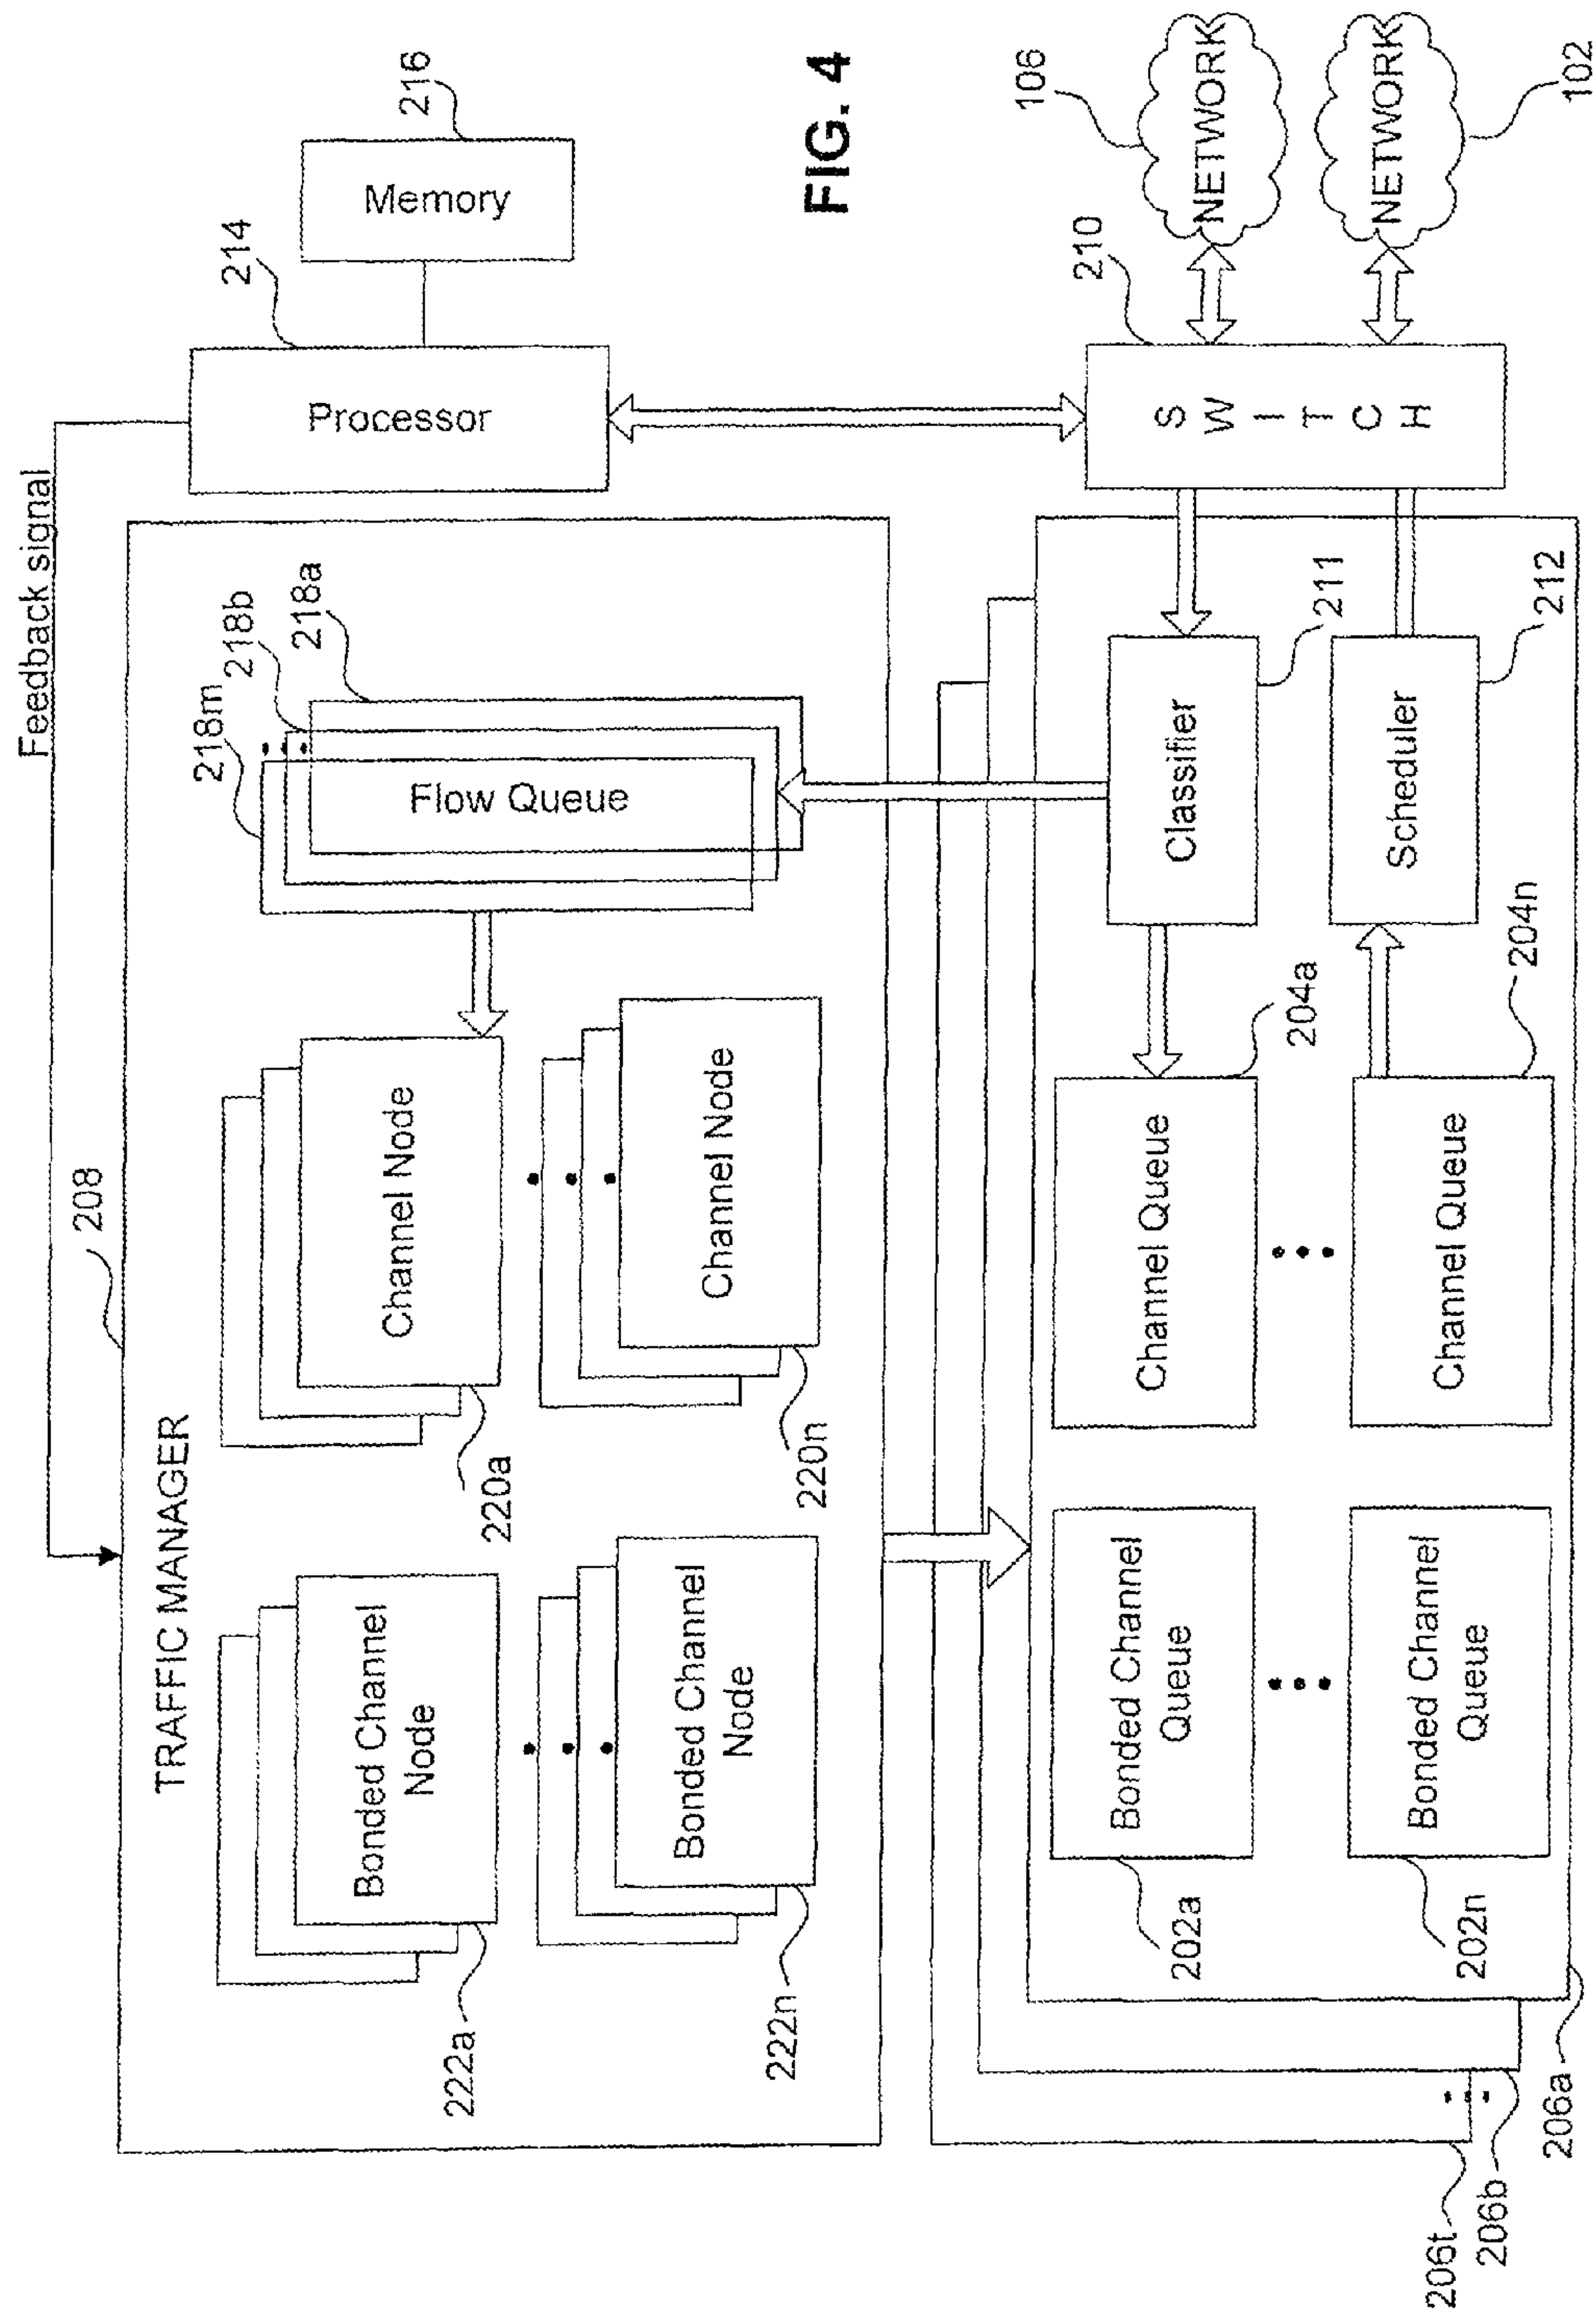 Feedback signal
208
TRAFFIC MANAGER
222a
Bonded Channel
Node
220a
Channel Node
218m
218b
218a
Flow Queue
222n
Bonded Channel
Node
220n
Channel Node
214
Processor
216
Memory
FIG. 4
206t
206b
206a
202a
Bonded Channel
Queue
Channel Queue
204a
Classifier
211
202n
Bonded Channel
Queue
Channel Queue
204n
Scheduler
212
210
SWITCH
106
NETWORK
NETWORK
102